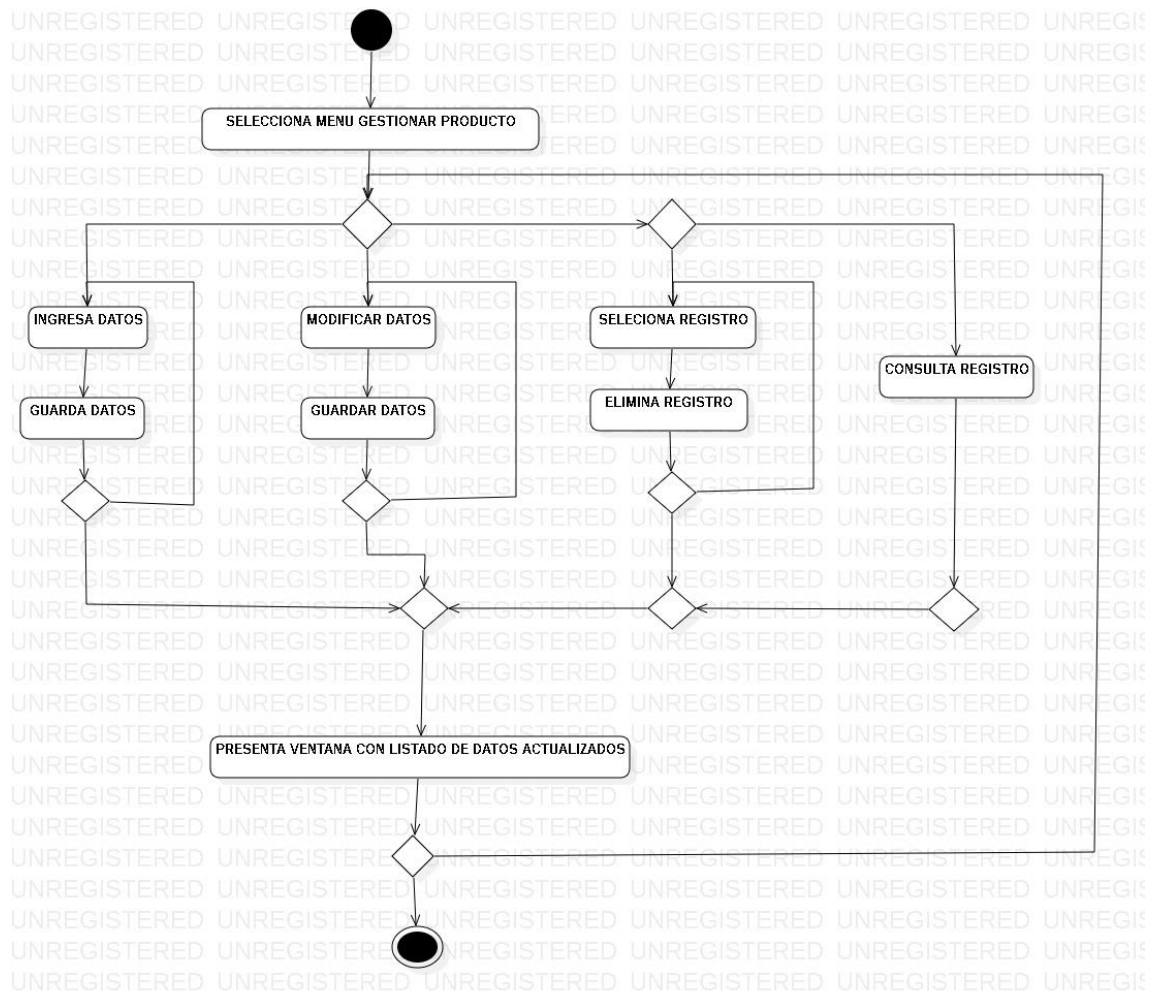 SELECCIONA MENU GESTIONAR PRODUCTO
INGRESA DATOS
MODIFICAR DATOS
SELECIONA REGISTRO
CONSULTA REGISTRO
GUARDA DATOS
GUARDAR DATOS
ELIMINA REGISTRO
PRESENTA VENTANA CON LISTADO DE DATOS ACTUALIZADOS
UNREGISTERED